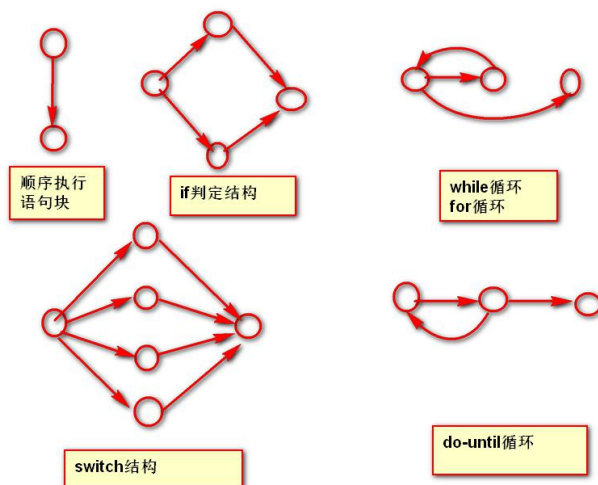 顺序执行
语句块
if判定结构
while循环
for循环
switch结构
do-until循环